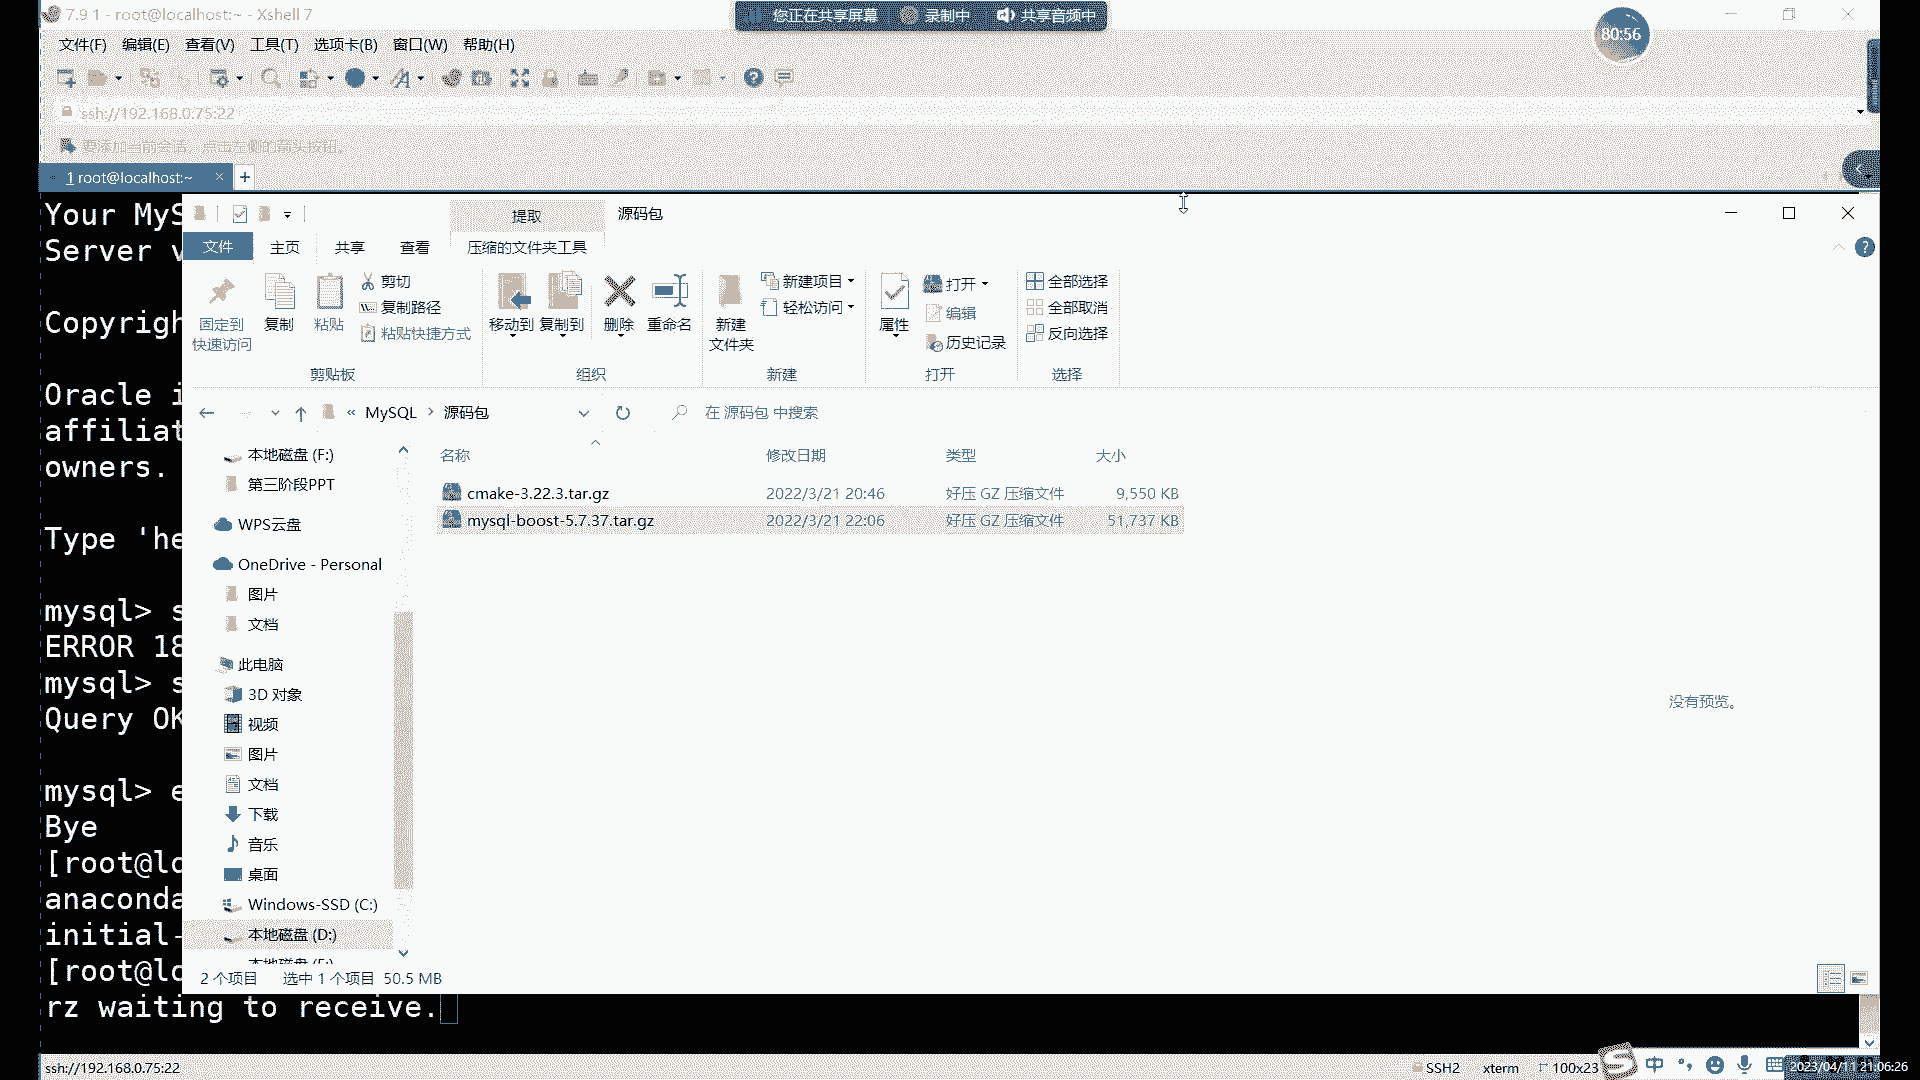 7.9 1 - root@localhost:~ - Xshell 7
您正在共享屏幕 录制中 共享音频中
80:56
文件(F) 编辑(E) 查看(V) 工具(T) 选项卡(B) 窗口(W) 帮助(H)
ssh://192.168.0.75:22
要添加当前会话，点击左侧的箭头按钮。
1 root@localhost:~ × +
Your MyS
Server v
Copyrigh
Oracle i
affiliat
owners.
Type 'he
mysql> s
ERROR 18
mysql> s
Query OK
mysql> e
Bye
[root@lo
anaconda
initial-
[root@lo
rz waiting to receive.
提取 源码包
文件 主页 共享 查看 压缩的文件夹工具
固定到
快速访问
复制
粘贴
剪切
复制路径
粘贴快捷方式
剪贴板
移动到 复制到 删除 重命名
组织
新建
文件夹
新建项目
轻松访问
新建
属性
打开
编辑
历史记录
打开
全部选择
全部取消
反向选择
选择
« MySQL › 源码包
在 源码包 中搜索
名称 修改日期 类型 大小
cmake-3.22.3.tar.gz 2022/3/21 20:46 好压 GZ 压缩文件 9,550 KB
mysql-boost-5.7.37.tar.gz 2022/3/21 22:06 好压 GZ 压缩文件 51,737 KB
本地磁盘 (F:)
第三阶段PPT
WPS云盘
OneDrive - Personal
图片
文档
此电脑
3D 对象
视频
图片
文档
下载
音乐
桌面
Windows-SSD (C:)
本地磁盘 (D:)
没有预览。
2 个项目 选中 1 个项目 50.5 MB
ssh://192.168.0.75:22
SSH2 xterm 100x23
中
2023/04/11 21:06:26